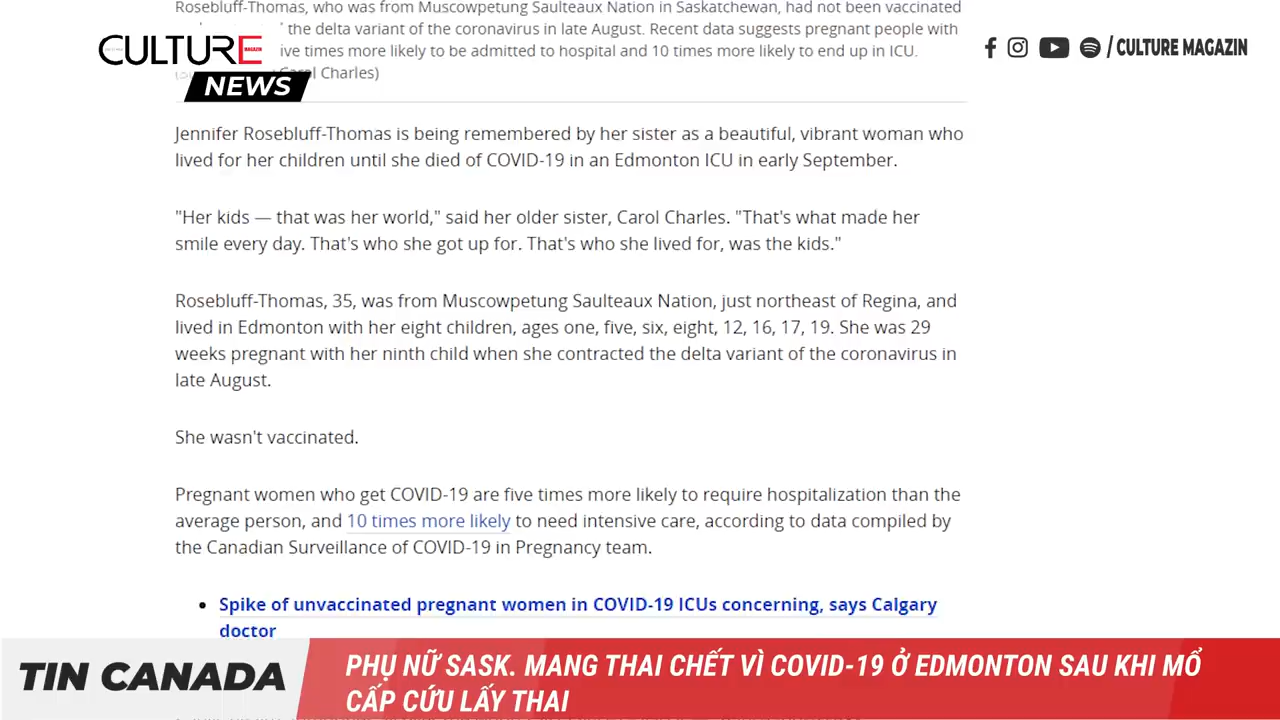 Rosebluff-Thomas, who was from Muscowpetung Saulteaux Nation in Saskatchewan, had not been vaccinated
the delta variant of the coronavirus in late August. Recent data suggests pregnant people with
ive times more likely to be admitted to hospital and 10 times more likely to end up in ICU.
Carol Charles)
CULTURE
MAGAZIN
NEWS
/ CULTURE MAGAZIN
Jennifer Rosebluff-Thomas is being remembered by her sister as a beautiful, vibrant woman who
lived for her children until she died of COVID-19 in an Edmonton ICU in early September.
"Her kids — that was her world," said her older sister, Carol Charles. "That's what made her
smile every day. That's who she got up for. That's who she lived for, was the kids."
Rosebluff-Thomas, 35, was from Muscowpetung Saulteaux Nation, just northeast of Regina, and
lived in Edmonton with her eight children, ages one, five, six, eight, 12, 16, 17, 19. She was 29
weeks pregnant with her ninth child when she contracted the delta variant of the coronavirus in
late August.
She wasn't vaccinated.
Pregnant women who get COVID-19 are five times more likely to require hospitalization than the
average person, and 10 times more likely to need intensive care, according to data compiled by
the Canadian Surveillance of COVID-19 in Pregnancy team.
• Spike of unvaccinated pregnant women in COVID-19 ICUs concerning, says Calgary
doctor
TIN CANADA
PHỤ NỮ SASK. MANG THAI CHẾT VÌ COVID-19 Ở EDMONTON SAU KHI MỔ
CẤP CỨU LẤY THAI